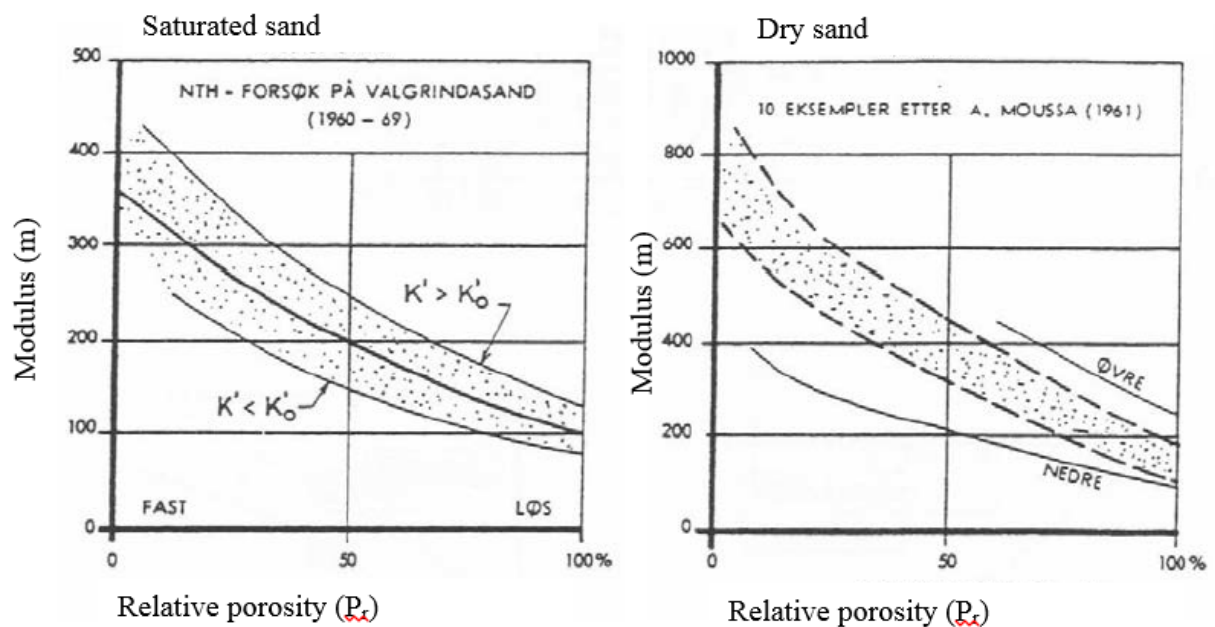 Saturated sand
500
NTH - FORSØK PÅ VALGRINDASAND
(1960 - 69)
400
300
K' > K'₀
200
K' < K'₀
100
FAST
LØS
0
0
50
100 %
Modulus (m)
Relative porosity (Pᵣ)
Dry sand
1000
10 EKSEMPLER ETTER A. MOUSSA (1961)
800
600
400
ØVRE
200
NEDRE
0
0
50
100 %
Modulus (m)
Relative porosity (Pᵣ)